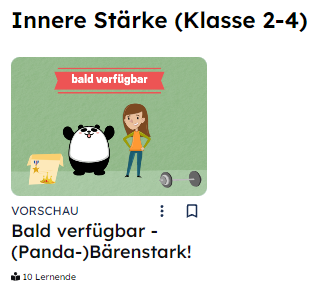 Innere Stärke (Klasse 2-4)
bald verfügbar
VORSCHAU
Bald verfügbar -
(Panda-)Bärenstark!
10 Lernende